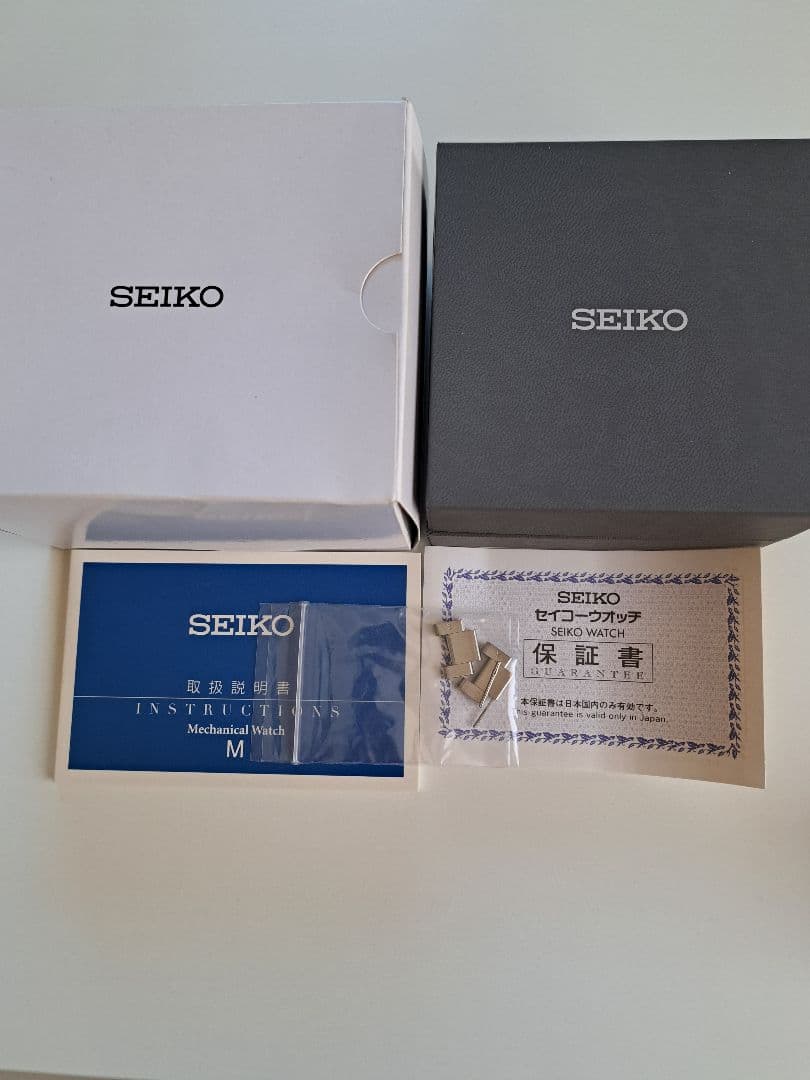 SEIKO
SEIKO
SEIKO
取扱説明書
INSTRUCTIONS
Mechanical Watch
M
SEIKO
セイコーウオッチ
SEIKO WATCH
保証書
GUARANTEE
本保証書は日本国内のみ有効です。
This guarantee is valid only in Japan.